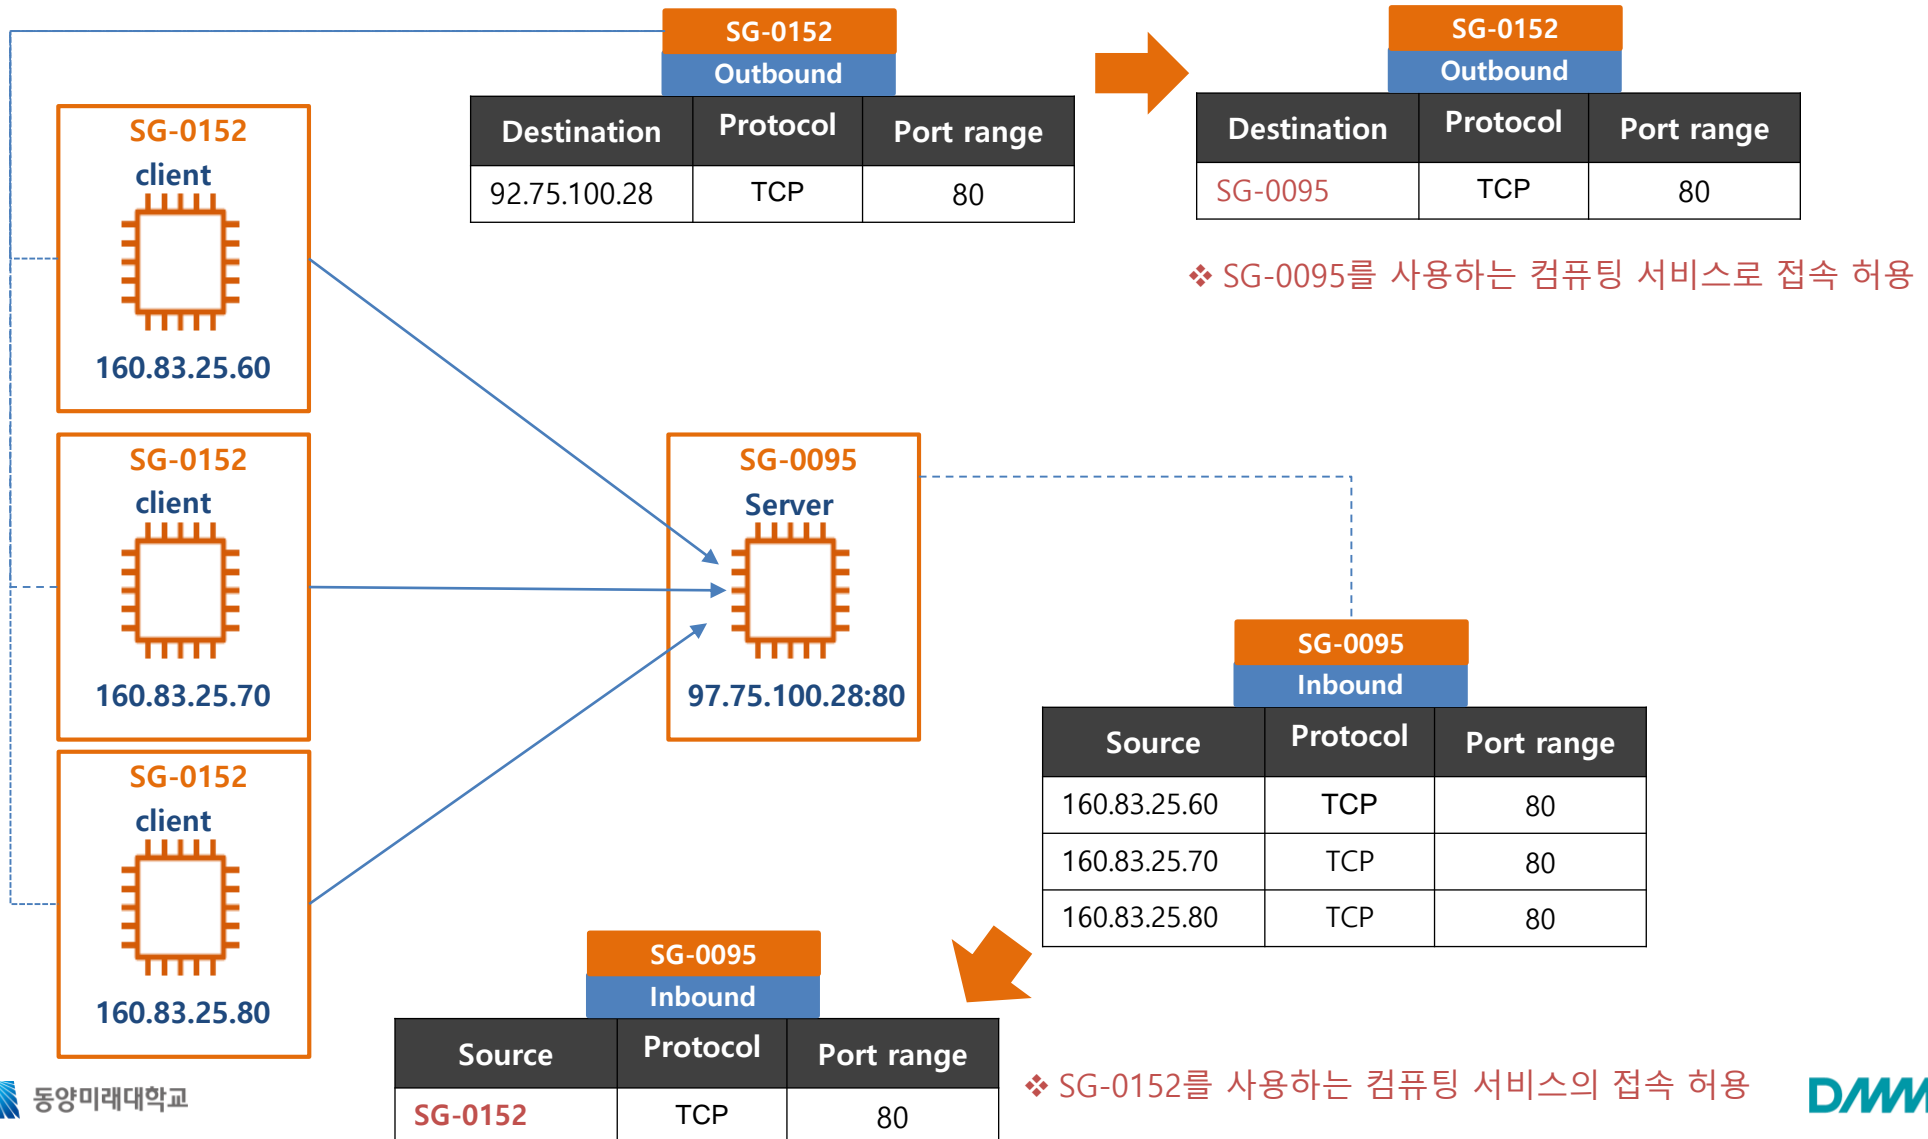 SG-0152
Outbound
Destination Protocol Port range
92.75.100.28 TCP 80
SG-0152
Outbound
Destination Protocol Port range
SG-0095 TCP 80
❖ SG-0095를 사용하는 컴퓨팅 서비스로 접속 허용
SG-0152
client
160.83.25.60
SG-0152
client
160.83.25.70
SG-0152
client
160.83.25.80
SG-0095
Server
97.75.100.28:80
SG-0095
Inbound
Source Protocol Port range
160.83.25.60 TCP 80
160.83.25.70 TCP 80
160.83.25.80 TCP 80
SG-0095
Inbound
Source Protocol Port range
SG-0152 TCP 80
❖ SG-0152를 사용하는 컴퓨팅 서비스의 접속 허용
동양미래대학교